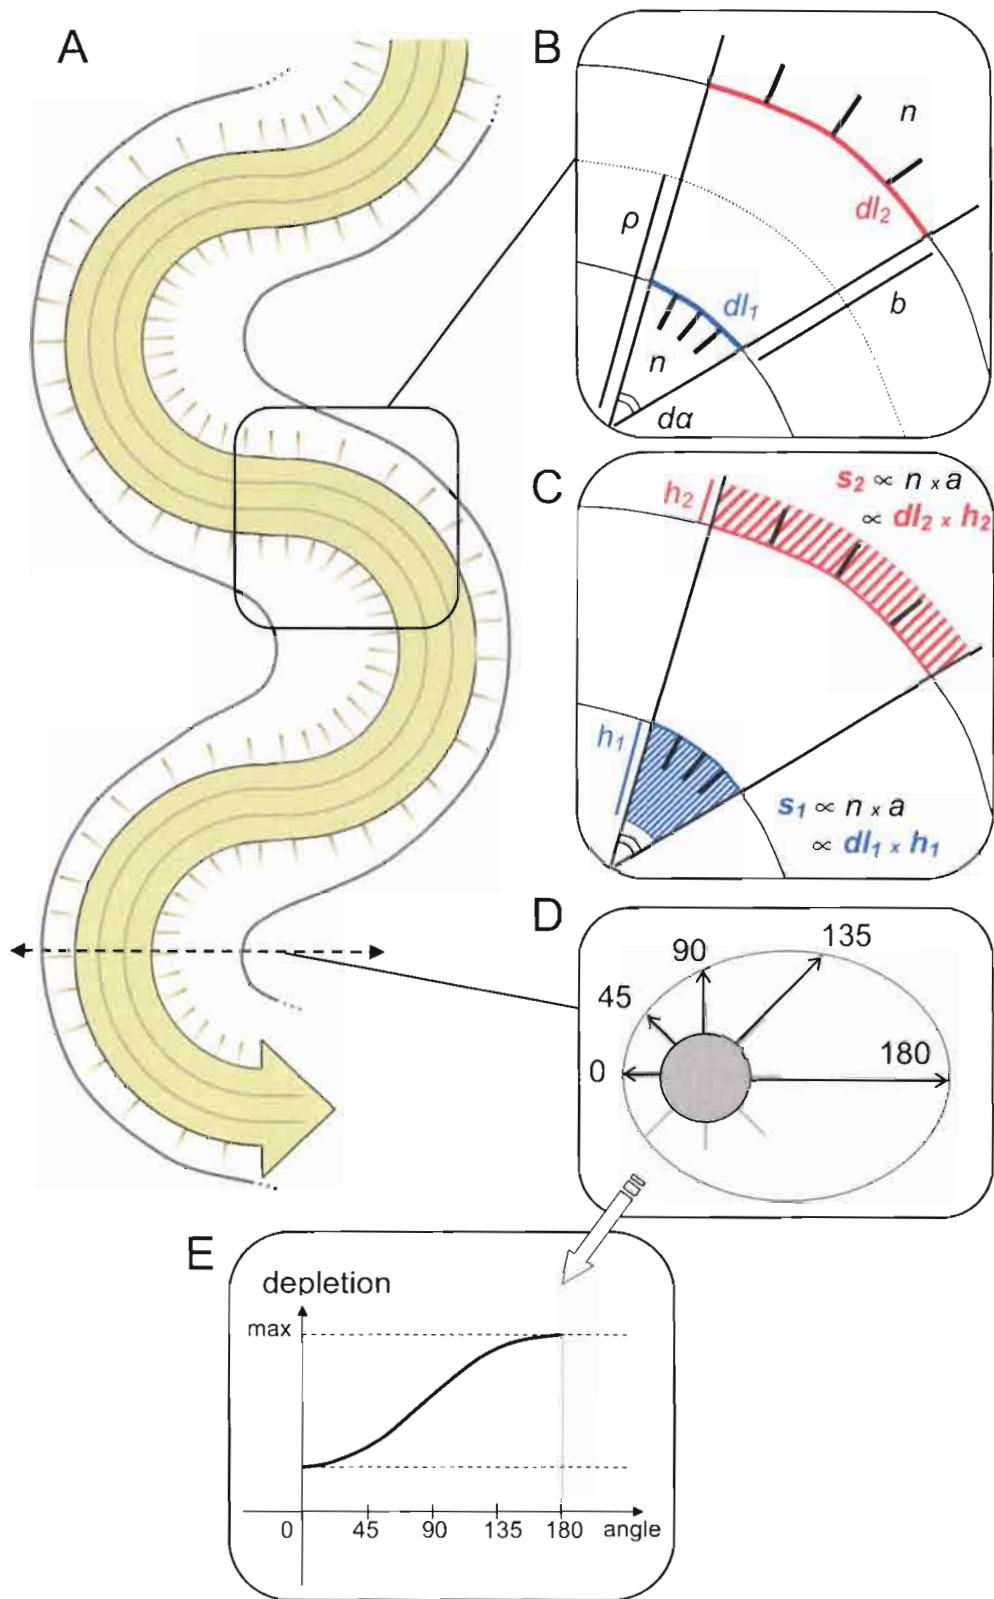 A
B
n
dl₂
ρ
b
dl₁
n
dα
C
h₂
s₂ ∝ n x a
∝ dl₂ x h₂
h₁
s₁ ∝ n x a
∝ dl₁ x h₁
D
135
90
45
180
0
E
depletion
max
0 45 90 135 180 angle